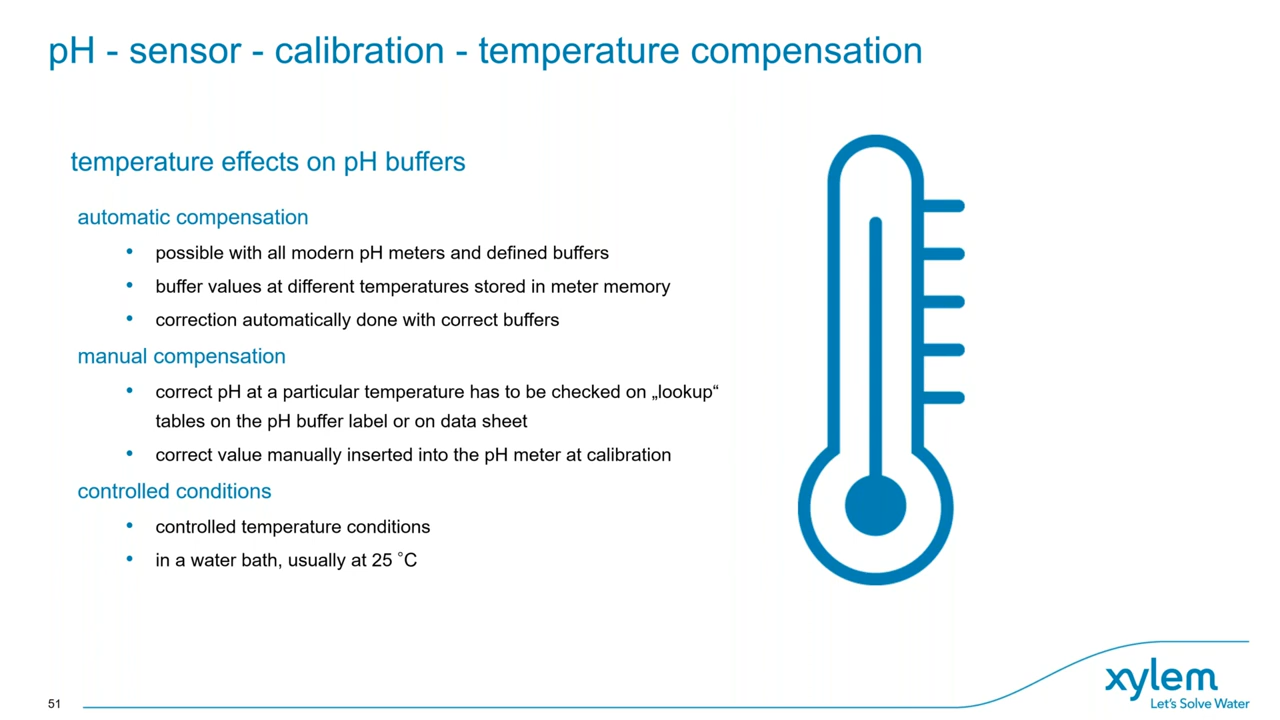 pH - sensor - calibration - temperature compensation
temperature effects on pH buffers
automatic compensation
• possible with all modern pH meters and defined buffers
• buffer values at different temperatures stored in meter memory
• correction automatically done with correct buffers
manual compensation
• correct pH at a particular temperature has to be checked on „lookup“
tables on the pH buffer label or on data sheet
• correct value manually inserted into the pH meter at calibration
controlled conditions
• controlled temperature conditions
• in a water bath, usually at 25 °C
51
xylem
Let's Solve Water